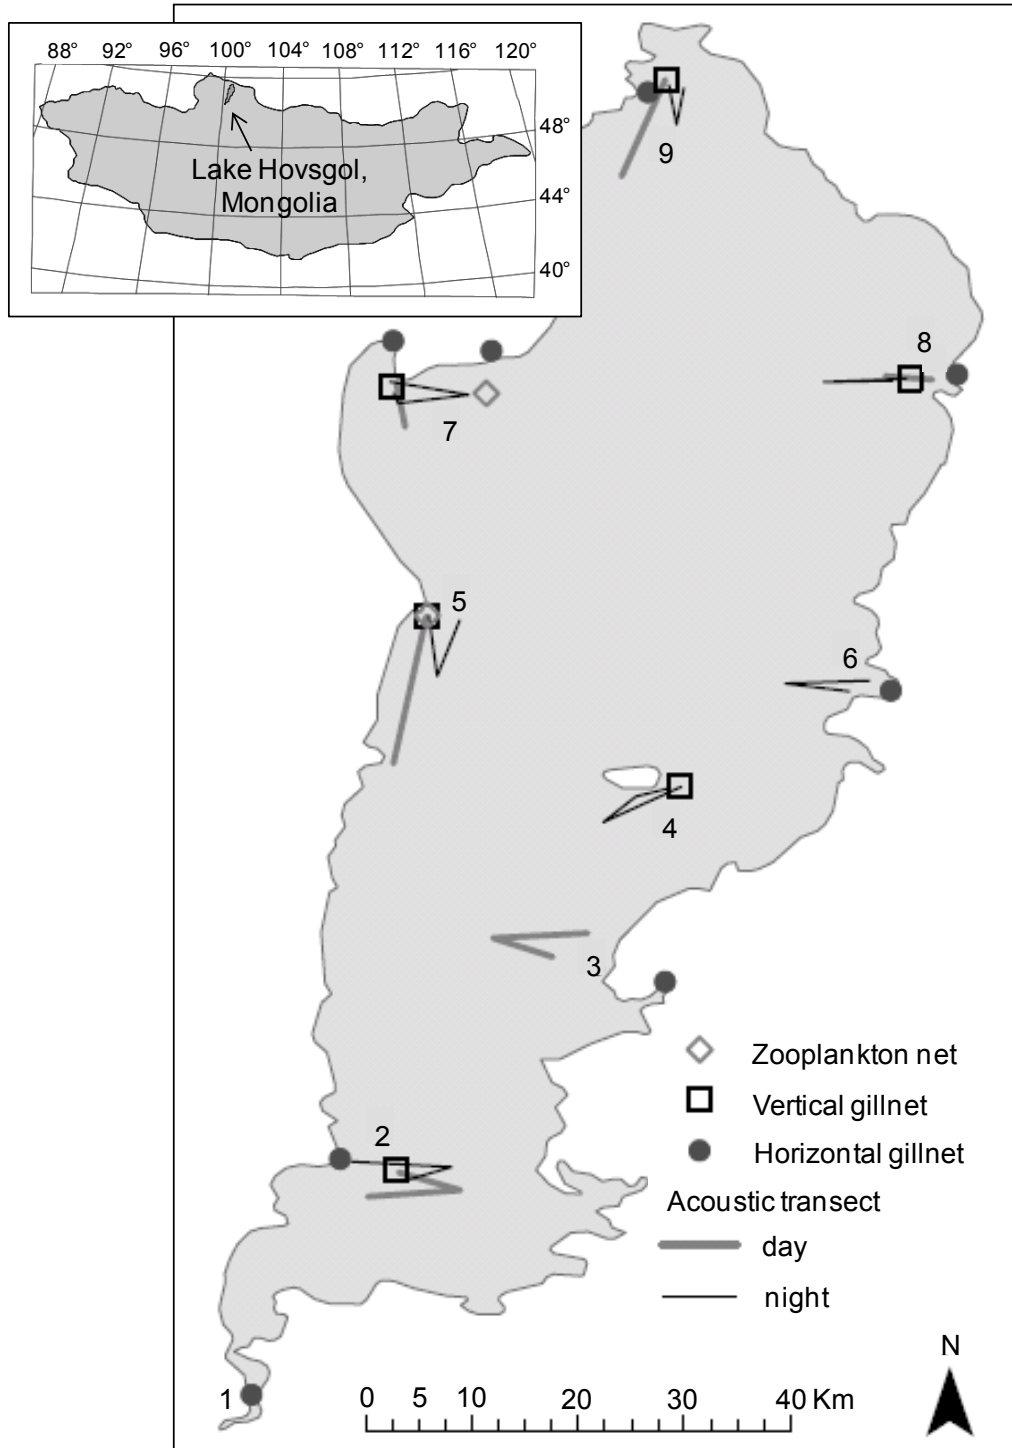 88° 92° 96° 100° 104° 108° 112° 116° 120°
48°
44°
40°
Lake Hovsgol,
Mongolia
9
8
7
5
6
4
3
2
1
Zooplankton net
Vertical gillnet
Horizontal gillnet
Acoustic transect
day
night
N
0 5 10 20 30 40 Km